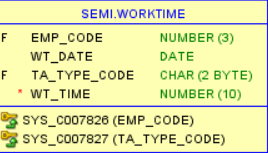 SEMI.WORKTIME
F EMP_CODE NUMBER (3)
WT_DATE DATE
F TA_TYPE_CODE CHAR (2 BYTE)
* WT_TIME NUMBER (10)
SYS_C007826 (EMP_CODE)
SYS_C007827 (TA_TYPE_CODE)